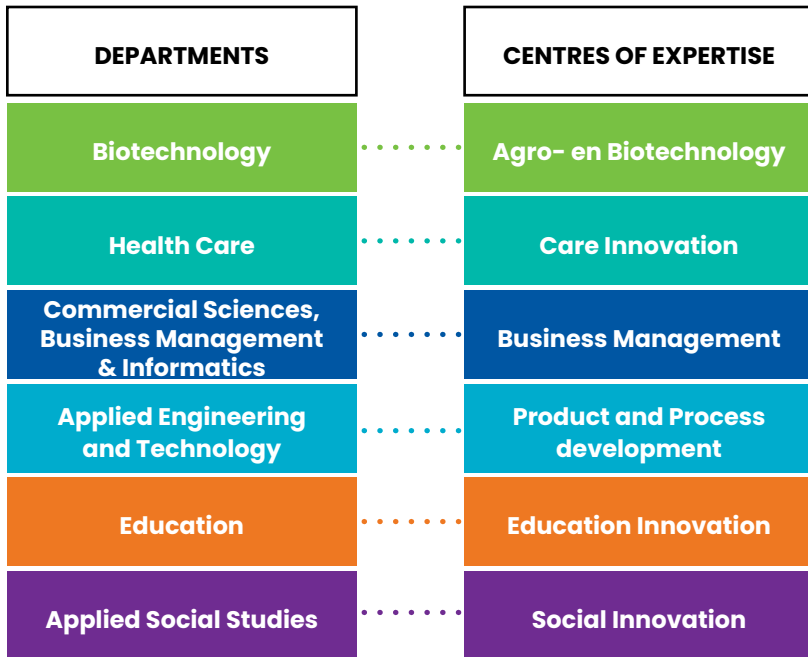 DEPARTMENTS
CENTRES OF EXPERTISE
Biotechnology
Agro- en Biotechnology
Health Care
Care Innovation
Commercial Sciences,
Business Management
& Informatics
Business Management
Applied Engineering
and Technology
Product and Process
development
Education
Education Innovation
Applied Social Studies
Social Innovation